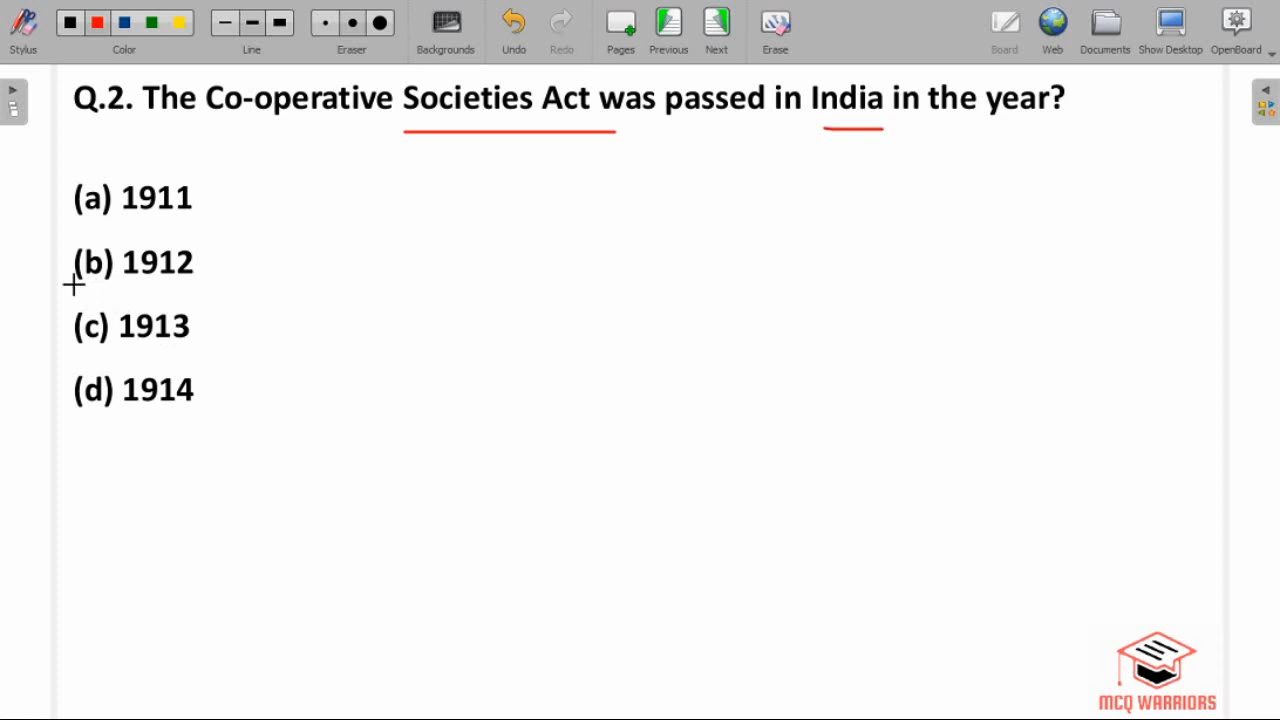 Stylus
Color
Line
Eraser
Backgrounds
Undo
Redo
Pages
Previous
Next
Erase
Board
Web
Documents
Show Desktop
OpenBoard
Q.2. The Co-operative Societies Act was passed in India in the year?
(a) 1911
(b) 1912
(c) 1913
(d) 1914
MCQ WARRIORS